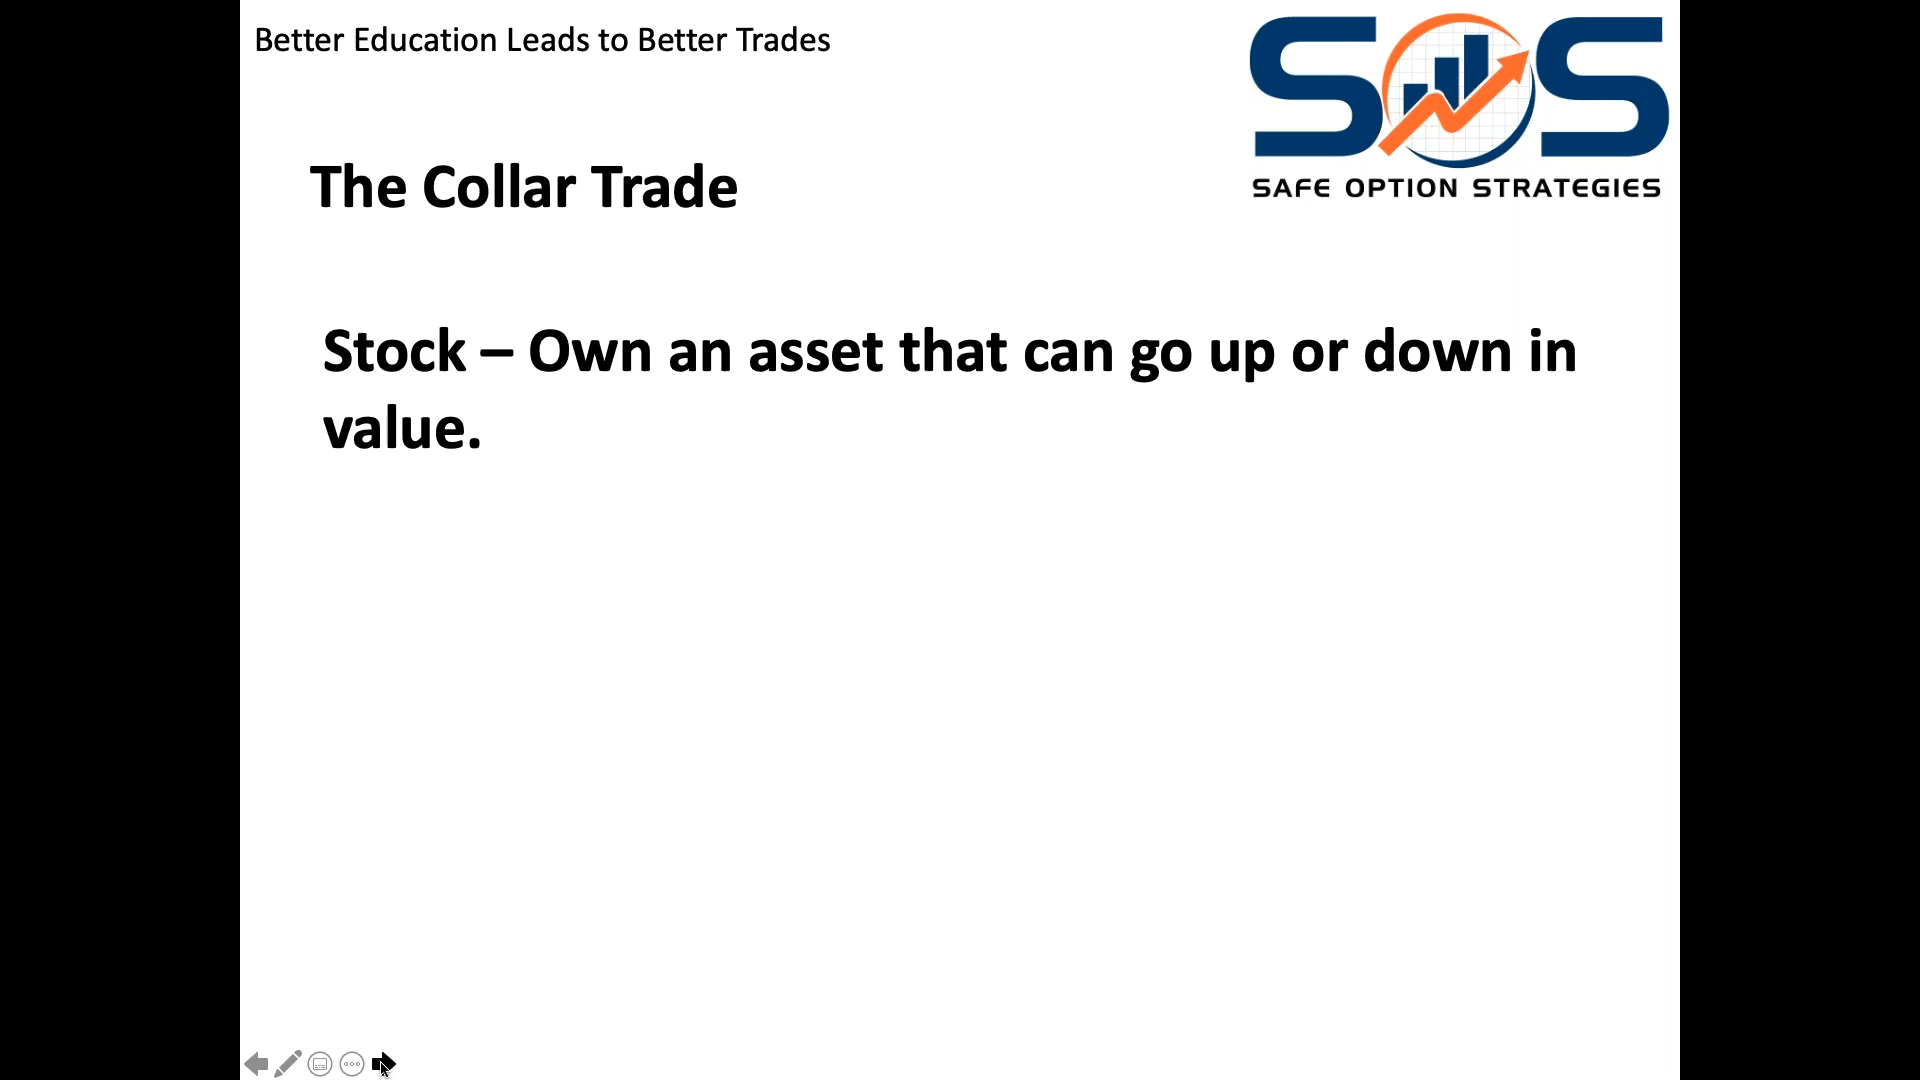 Better Education Leads to Better Trades
SOS
SAFE OPTION STRATEGIES
The Collar Trade
Stock – Own an asset that can go up or down in
value.